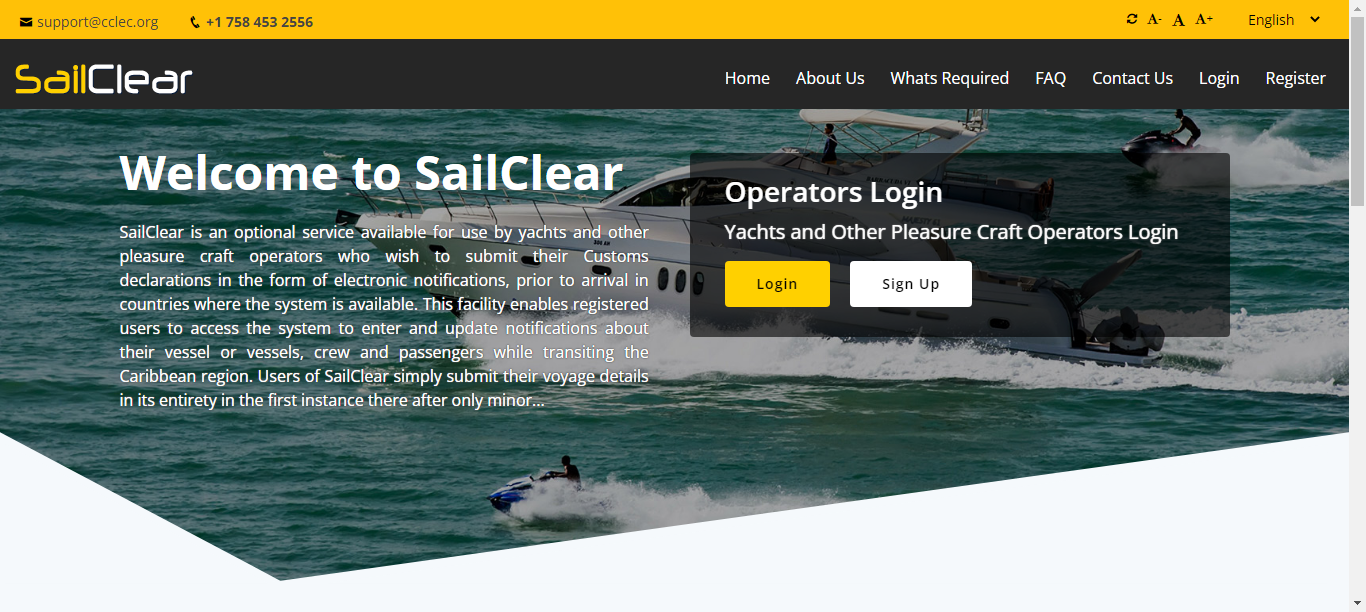 support@cclec.org
+1 758 453 2556
A-
A
A+
English
SailClear
Home
About Us
Whats Required
FAQ
Contact Us
Login
Register
Welcome to SailClear
SailClear is an optional service available for use by yachts and other
pleasure craft operators who wish to submit their Customs
declarations in the form of electronic notifications, prior to arrival in
countries where the system is available. This facility enables registered
users to access the system to enter and update notifications about
their vessel or vessels, crew and passengers while transiting the
Caribbean region. Users of SailClear simply submit their voyage details
in its entirety in the first instance there after only minor...
Operators Login
Yachts and Other Pleasure Craft Operators Login
Login
Sign Up